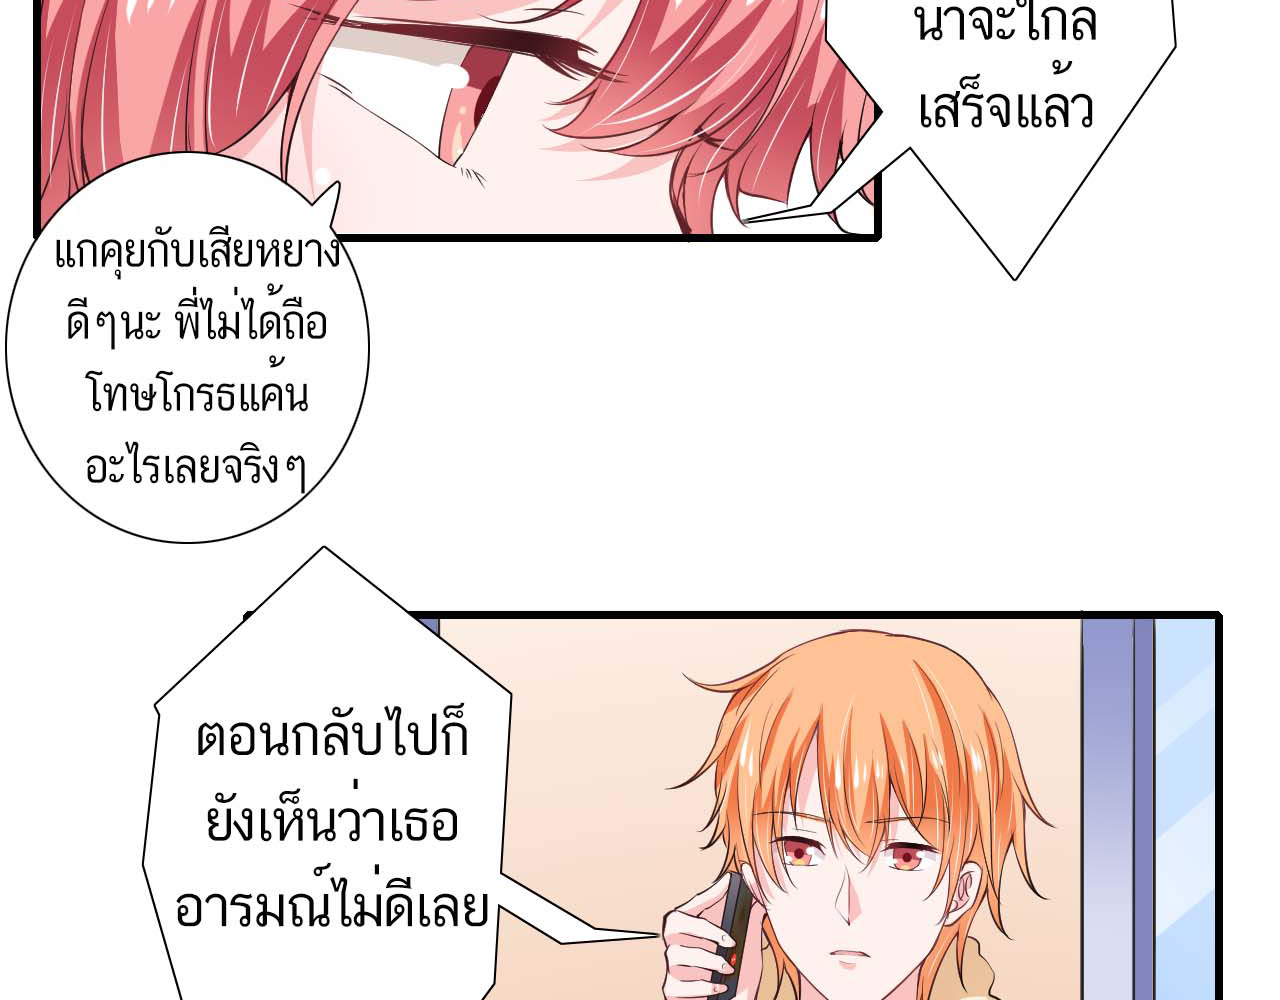 น่าจะใกล้
เสร็จแล้ว
แกคุยกับเสียหยาง
ดีๆนะ พี่ไม่ได้ถือ
โทษโกรธแค้น
อะไรเลยจริงๆ
ตอนกลับไปก็
ยังเห็นว่าเธอ
อารมณ์ไม่ดีเลย